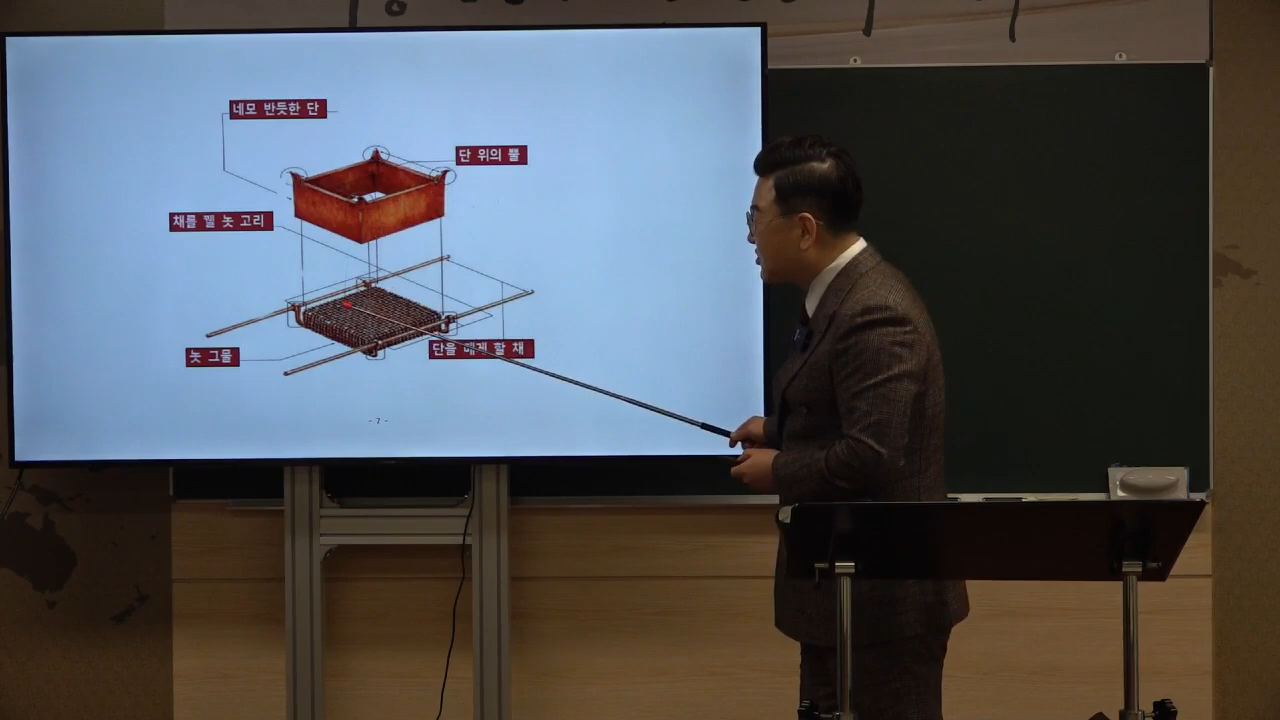 네모 반듯한 단
단 위의 뿔
채를 꿸 놋 고리
놋 그물
단을 메게 할 채
- 7 -